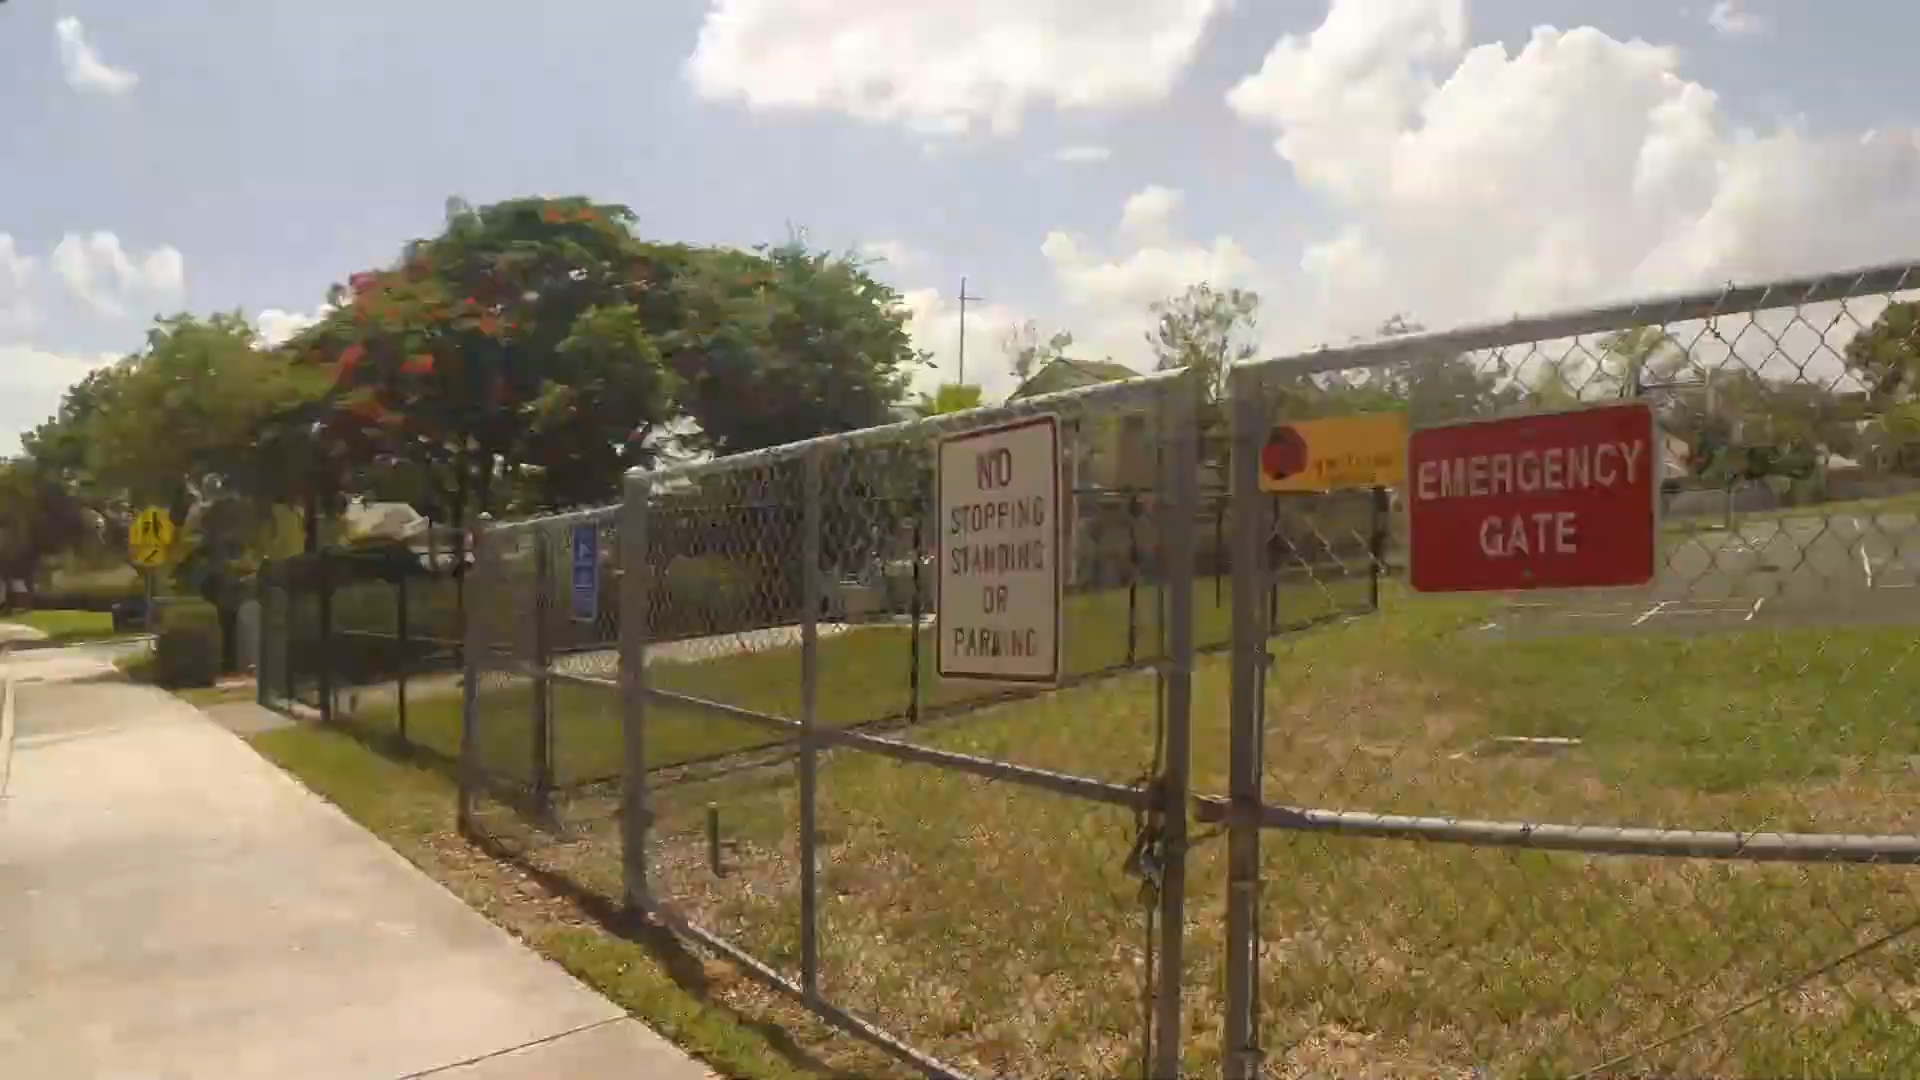 NO
STOPPING
STANDING
OR
PARKING
EMERGENCY
GATE